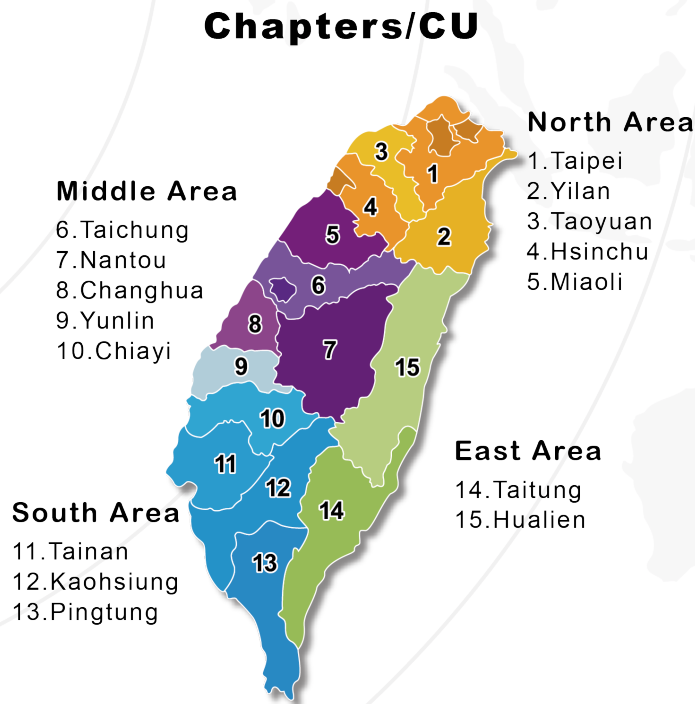 Chapters/CU
North Area
1.Taipei
2.Yilan
3.Taoyuan
4.Hsinchu
5.Miaoli
Middle Area
6.Taichung
7.Nantou
8.Changhua
9.Yunlin
10.Chiayi
East Area
14.Taitung
15.Hualien
South Area
11.Tainan
12.Kaohsiung
13.Pingtung
3
1
4
5
2
6
8
7
9
15
10
11
12
14
13